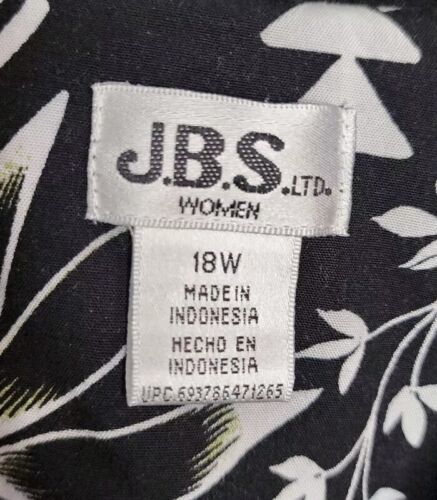 J.B.S.LTD.
WOMEN
18W
MADE IN
INDONESIA
HECHO EN
INDONESIA
UPC 693786471265